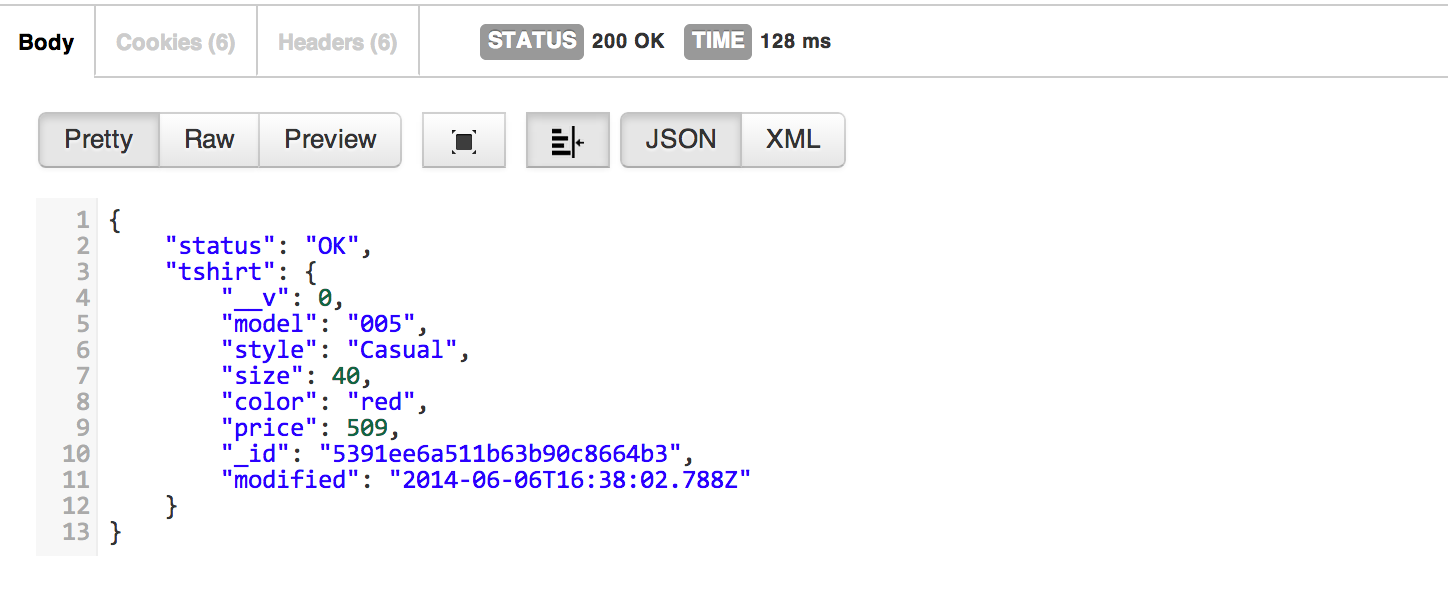 Body Cookies (6) Headers (6) STATUS 200 OK TIME 128 ms
Pretty Raw Preview JSON XML
1 {
2     "status": "OK",
3     "tshirt": {
4         "__v": 0,
5         "model": "005",
6         "style": "Casual",
7         "size": 40,
8         "color": "red",
9         "price": 509,
10         "_id": "5391ee6a511b63b90c8664b3",
11         "modified": "2014-06-06T16:38:02.788Z"
12     }
13 }